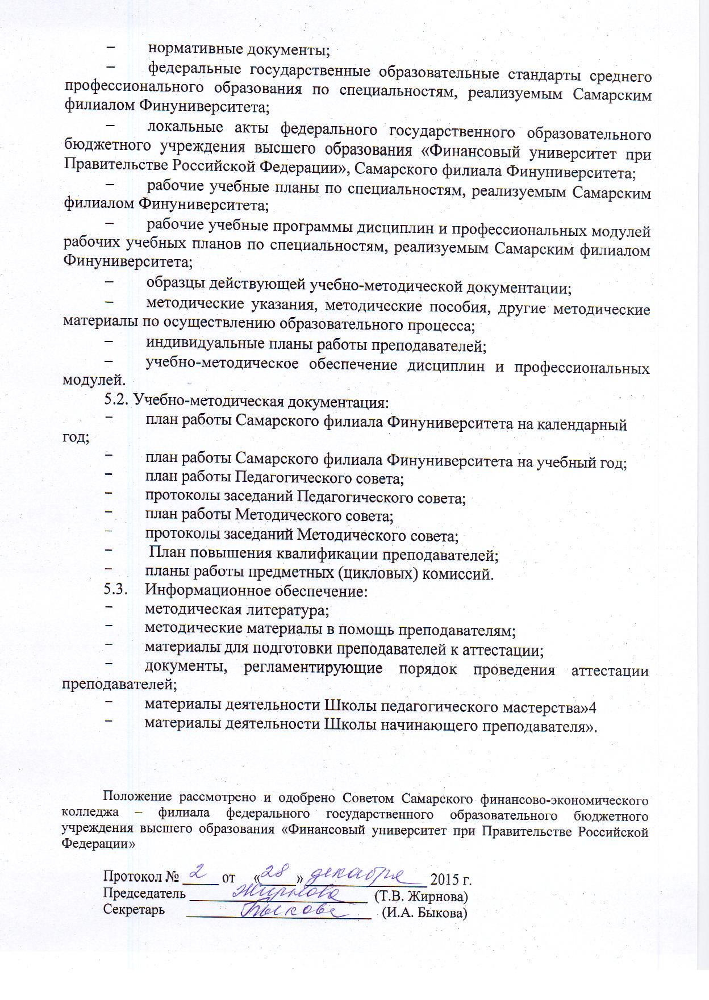 − нормативные документы;
− федеральные государственные образовательные стандарты среднего
профессионального образования по специальностям, реализуемым Самарским
филиалом Финуниверситета;
− локальные акты федерального государственного образовательного
бюджетного учреждения высшего образования «Финансовый университет при
Правительстве Российской Федерации», Самарского филиала Финуниверситета;
− рабочие учебные планы по специальностям, реализуемым Самарским
филиалом Финуниверситета;
− рабочие учебные программы дисциплин и профессиональных модулей
рабочих учебных планов по специальностям, реализуемым Самарским филиалом
Финуниверситета;
− образцы действующей учебно-методической документации;
− методические указания, методические пособия, другие методические
материалы по осуществлению образовательного процесса;
− индивидуальные планы работы преподавателей;
− учебно-методическое обеспечение дисциплин и профессиональных
модулей.
5.2. Учебно-методическая документация:
− план работы Самарского филиала Финуниверситета на календарный
год;
− план работы Самарского филиала Финуниверситета на учебный год;
− план работы Педагогического совета;
− протоколы заседаний Педагогического совета;
− план работы Методического совета;
− протоколы заседаний Методического совета;
− План повышения квалификации преподавателей;
− планы работы предметных (цикловых) комиссий.
5.3. Информационное обеспечение:
− методическая литература;
− методические материалы в помощь преподавателям;
− материалы для подготовки преподавателей к аттестации;
− документы, регламентирующие порядок проведения аттестации
преподавателей;
− материалы деятельности Школы педагогического мастерства»4
− материалы деятельности Школы начинающего преподавателя».
Положение рассмотрено и одобрено Советом Самарского финансово-экономического
колледжа – филиала федерального государственного образовательного бюджетного
учреждения высшего образования «Финансовый университет при Правительстве Российской
Федерации»
Протокол № 2 от «28» декабря 2015 г.
Председатель Жирнова (Т.В. Жирнова)
Секретарь Быкова (И.А. Быкова)